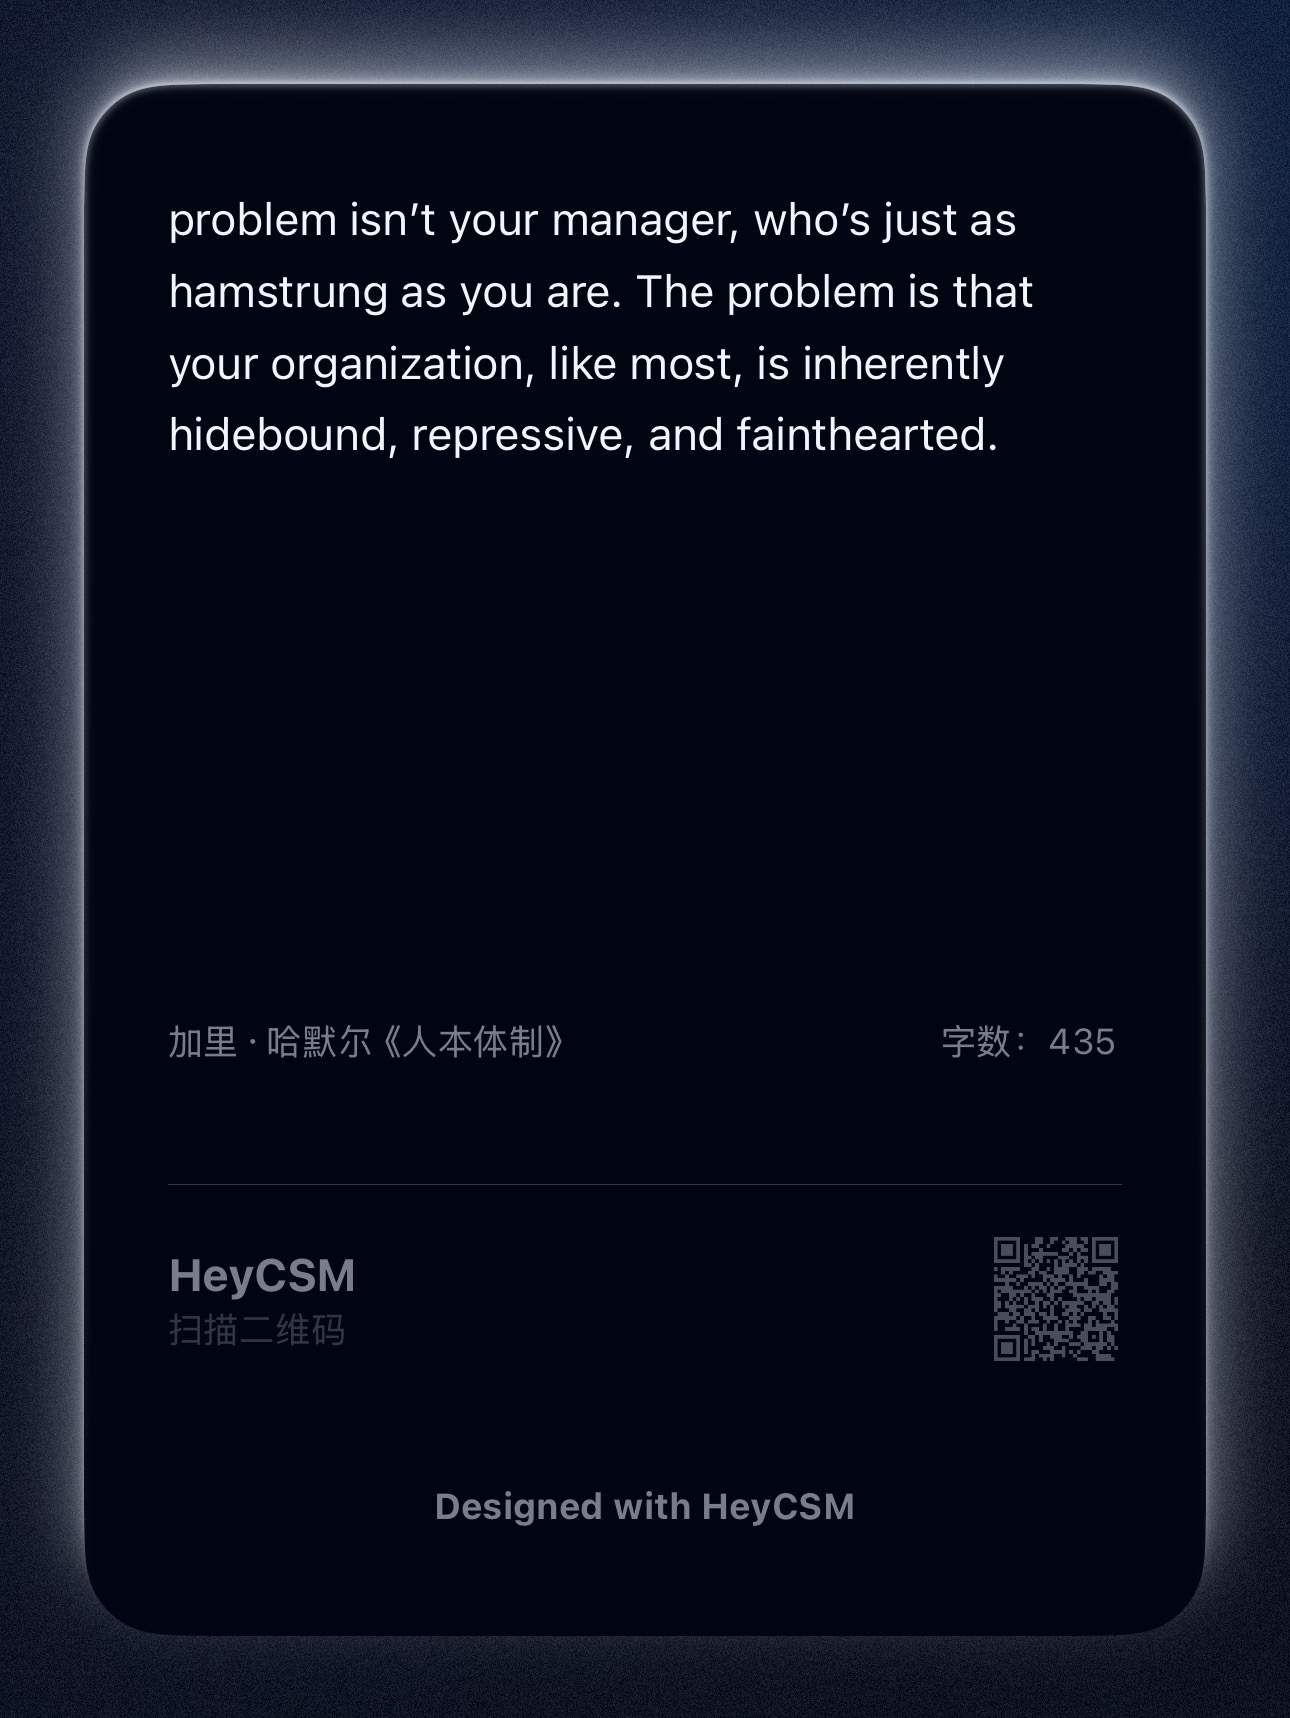 problem isn’t your manager, who’s just as
hamstrung as you are. The problem is that
your organization, like most, is inherently
hidebound, repressive, and fainthearted.
加里 · 哈默尔《人本体制》
字数：435
HeyCSM
扫描二维码
Designed with HeyCSM